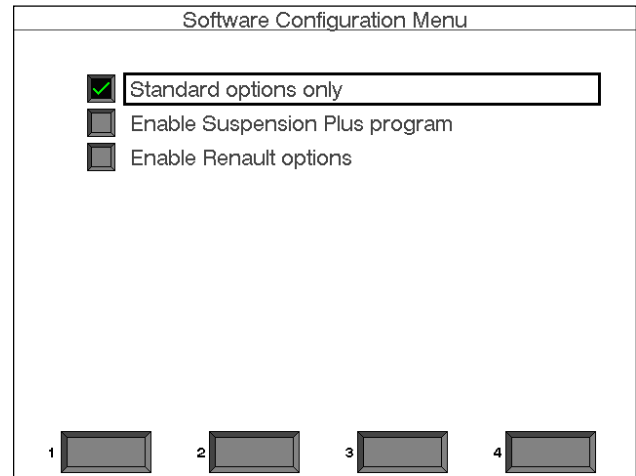 Software Configuration Menu
Standard options only
Enable Suspension Plus program
Enable Renault options
1 2 3 4